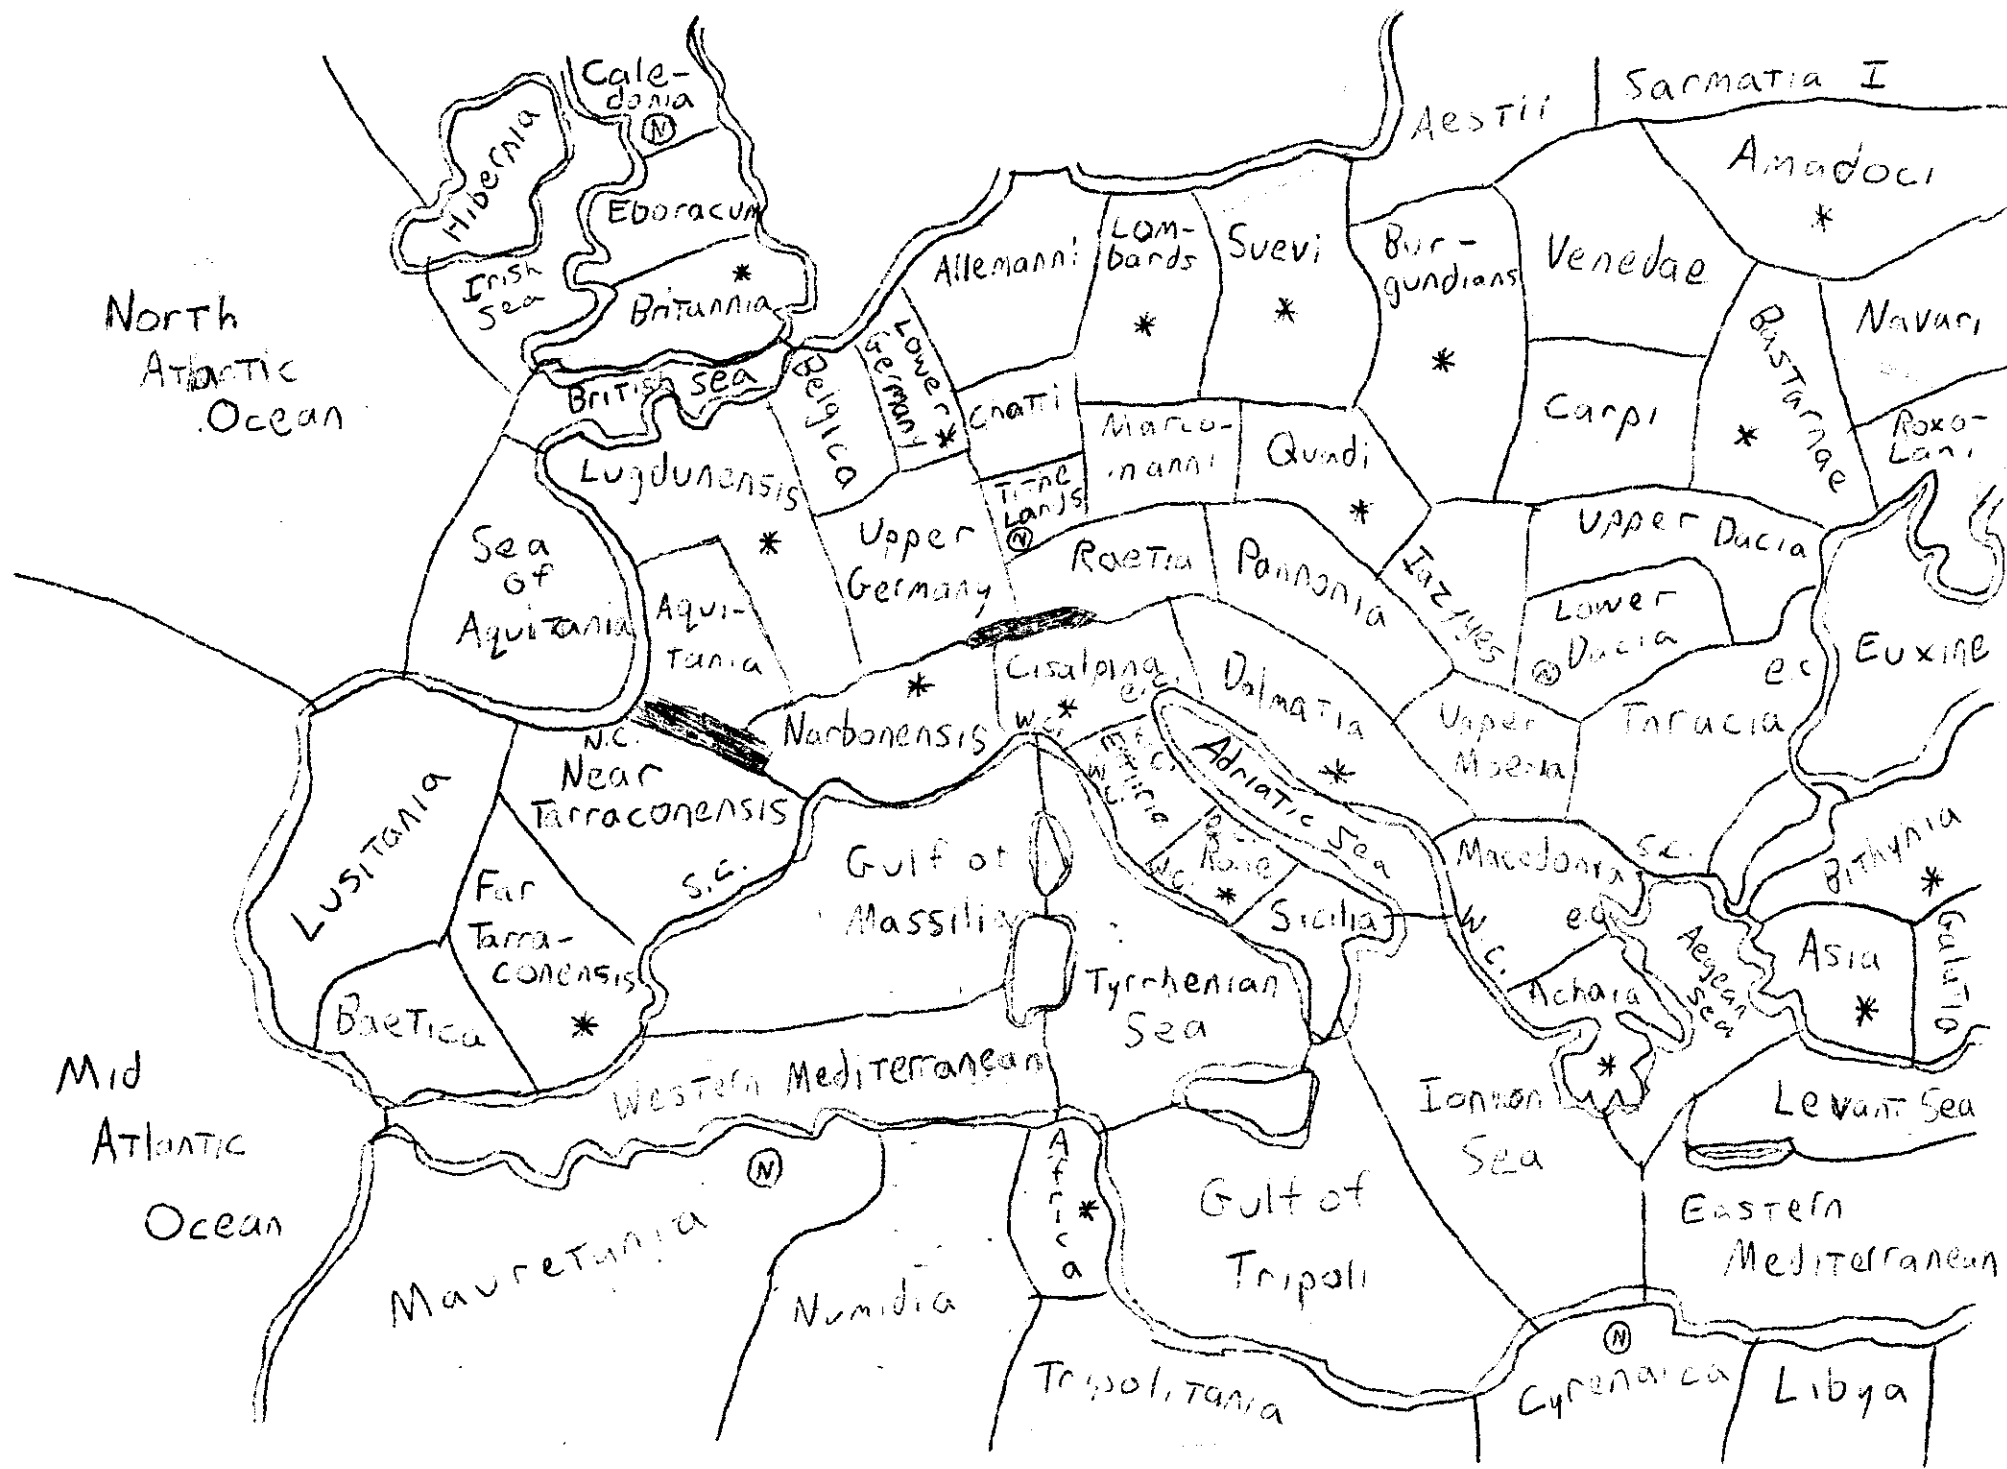 Cale-
donia
N
Sarmatia I
Aestii
Amadoci
*
Hibernia
Eboracum
Irish
Sea
Britannia
*
British Sea
Allemanni
Lom-
bards
*
Suevi
*
Bur-
gundians
*
Venedae
Navari
Bastarnae
*
North
Atlantic
Ocean
Belgica
Lower
Germany
*
Chatti
Marco-
manni
Quadi
*
Carpi
Roxo-
Lani
Lugdunensis
*
Tithe
Lands
N
Upper Dacia
Sea
of
Aquitania
Upper
Germany
Raetia
Pannonia
Iazyges
Lower
Dacia
N
Aqui-
tania
Euxine
e.c.
Cisalpina
e.c.
*
w.c.
Dalmatia
*
Upper
Moesia
Thracia
*
Narbonensis
N.C.
Near
Tarraconensis
S.C.
Lusitania
e.c.
w.c.
Etruria
Adriatic Sea
Gulf of
Massilia
e.c.
Rome
w.c.
*
Sicilia
Macedonia
s.c.
e.c.
w.c.
Bithynia
*
Far
Tarra-
conensis
*
Baetica
Aegean
Sea
Asia
*
Galatia
Achaia
*
Tyrrhenian
Sea
Western Mediterranean
Ionian
Sea
Levant Sea
Mid
Atlantic
Ocean
N
Africa
*
Gulf of
Tripoli
Eastern
Mediterranean
Mauretania
Numidia
Tripolitania
N
Cyrenaica
Libya